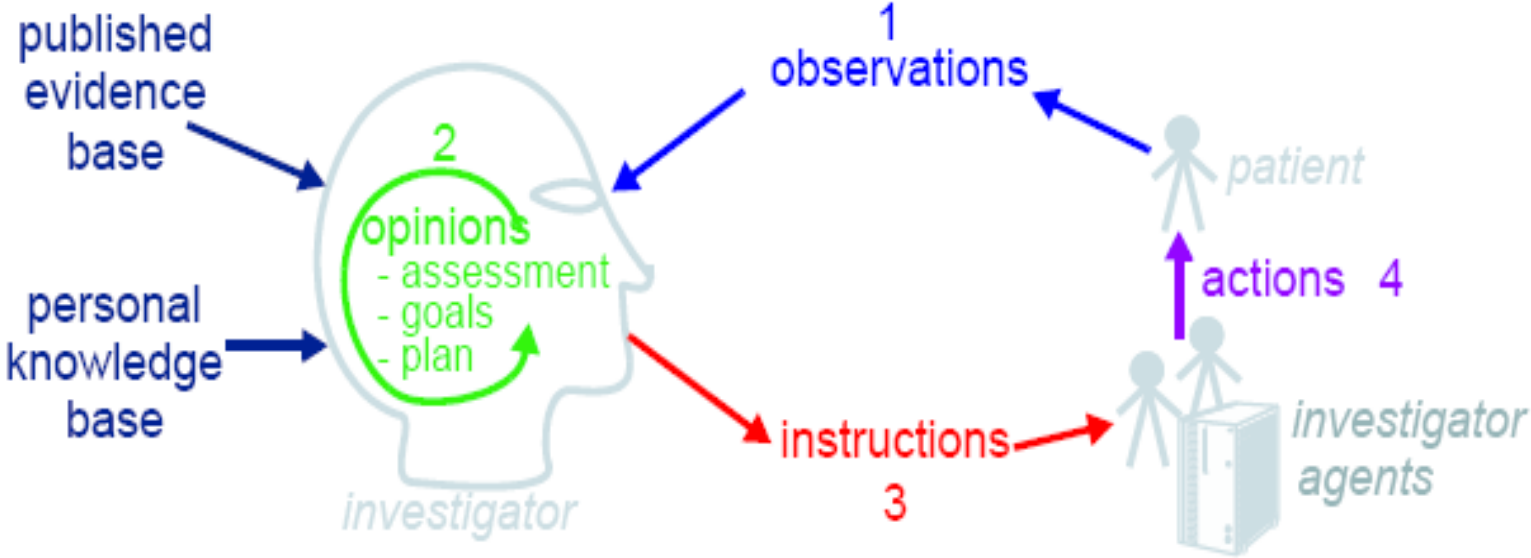 published
evidence
base
personal
knowledge
base
2
opinions
- assessment
- goals
- plan
investigator
1
observations
patient
actions 4
instructions
3
investigator
agents